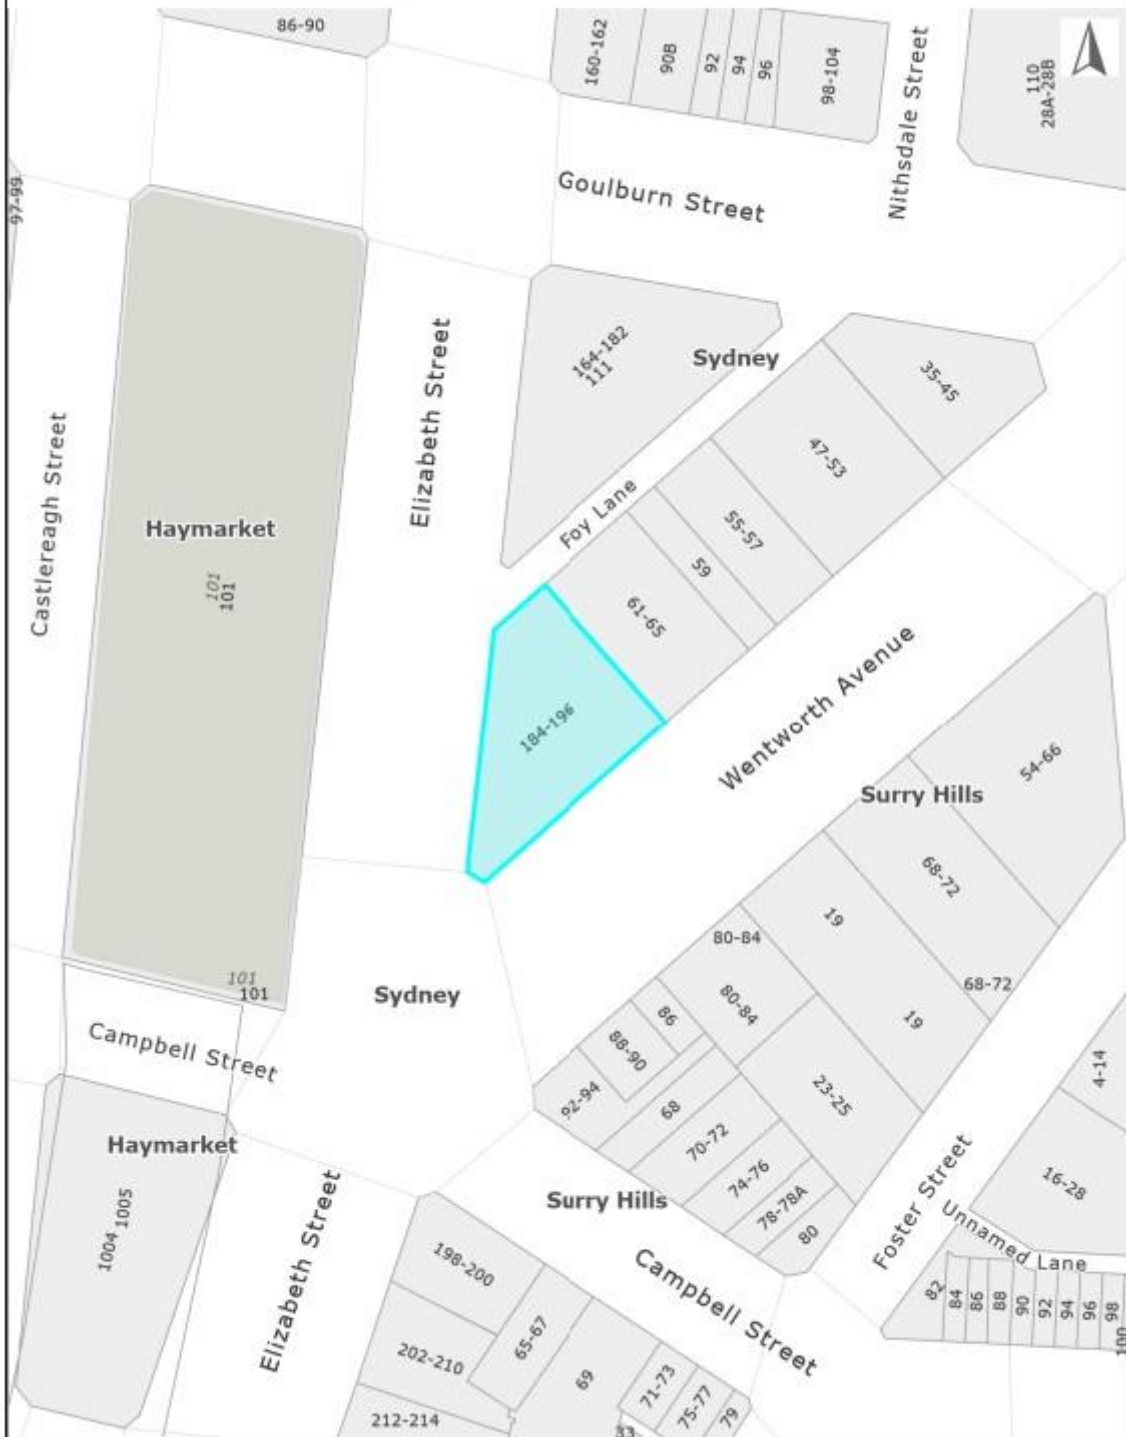 86-90
160-162
90B
92
94
96
98-104
Nithsdale Street
110
28A-28B
97-99
Goulburn Street
Castlereagh Street
Haymarket
101
101
Elizabeth Street
164-182
111
Sydney
35-45
47-53
Foy Lane
55-57
59
61-65
184-196
Wentworth Avenue
Surry Hills
54-66
68-72
19
80-84
68-72
80-84
19
101
101
Sydney
86
88-90
92-94
68
23-25
4-14
Campbell Street
Haymarket
70-72
74-76
78-78A
80
Foster Street
16-28
Unnamed Lane
1004 1005
Elizabeth Street
Surry Hills
Campbell Street
198-200
65-67
202-210
69
71-73
75-77
79
212-214
33
82
84
86
88
90
92
94
96
98
100